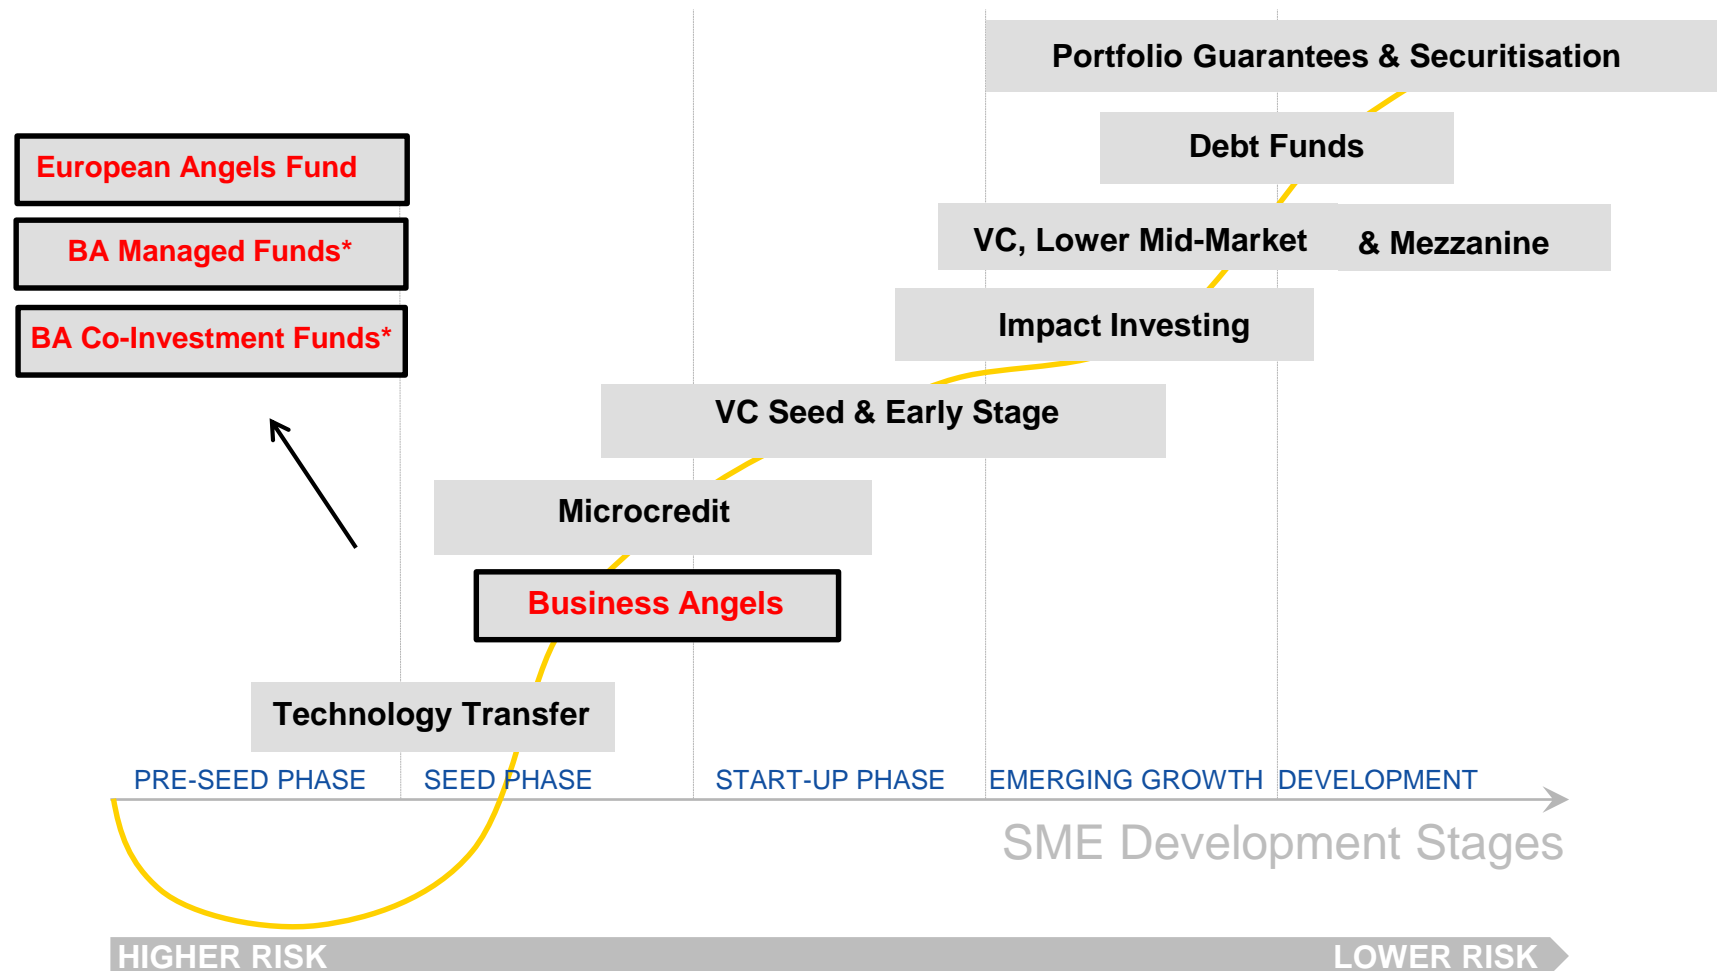 Portfolio Guarantees & Securitisation
Debt Funds
European Angels Fund
BA Managed Funds*
VC, Lower Mid-Market & Mezzanine
BA Co-Investment Funds*
Impact Investing
VC Seed & Early Stage
Microcredit
Business Angels
Technology Transfer
PRE-SEED PHASE SEED PHASE START-UP PHASE EMERGING GROWTH DEVELOPMENT
SME Development Stages
HIGHER RISK LOWER RISK